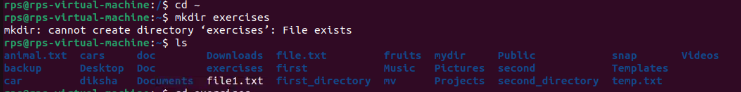 rps@rps-virtual-machine:/$ cd ~
rps@rps-virtual-machine:~$ mkdir exercises
mkdir: cannot create directory ‘exercises’: File exists
rps@rps-virtual-machine:~$ ls
animal.txt cars doc Downloads file.txt fruits mydir Public snap Videos
backup Desktop Doc exercises first Music Pictures second Templates
car diksha Documents file1.txt first_directory mv Projects second_directory temp.txt